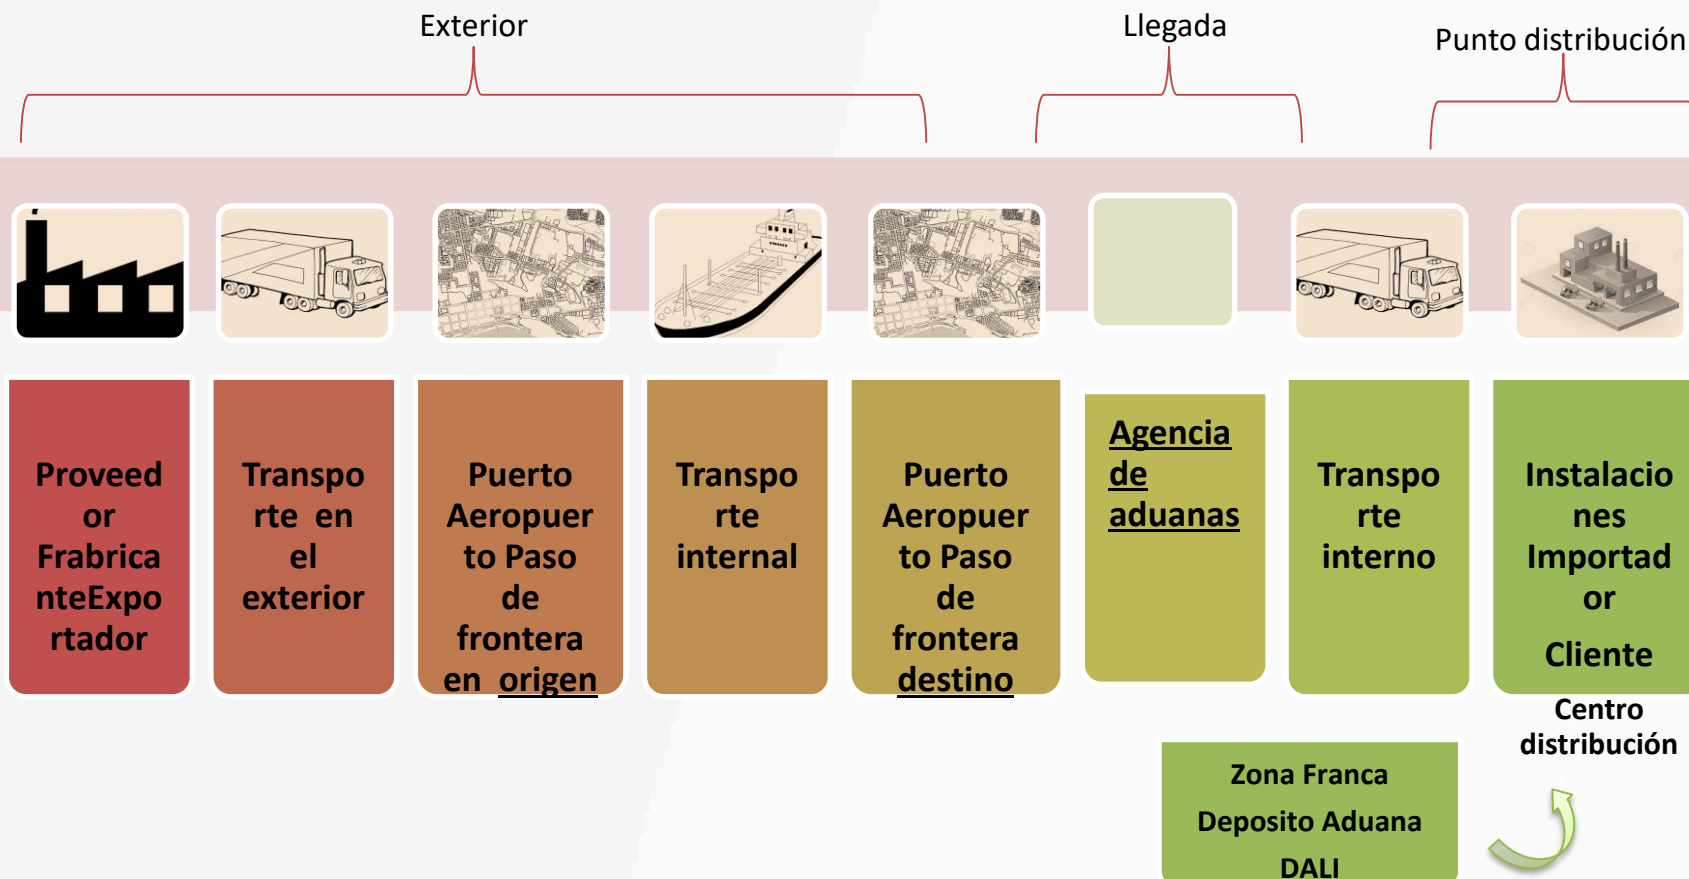 Exterior
Llegada
Punto distribución
Proveed
or
Frabrica
nteExpo
rtador
Transpo
rte en
el
exterior
Puerto
Aeropuer
to Paso
de
frontera
en origen
Transpo
rte
internal
Puerto
Aeropuer
to Paso
de
frontera
destino
Agencia
de
aduanas
Transpo
rte
interno
Instalacio
nes
Importad
or
Cliente
Centro
distribución
Zona Franca
Deposito Aduana
DALI